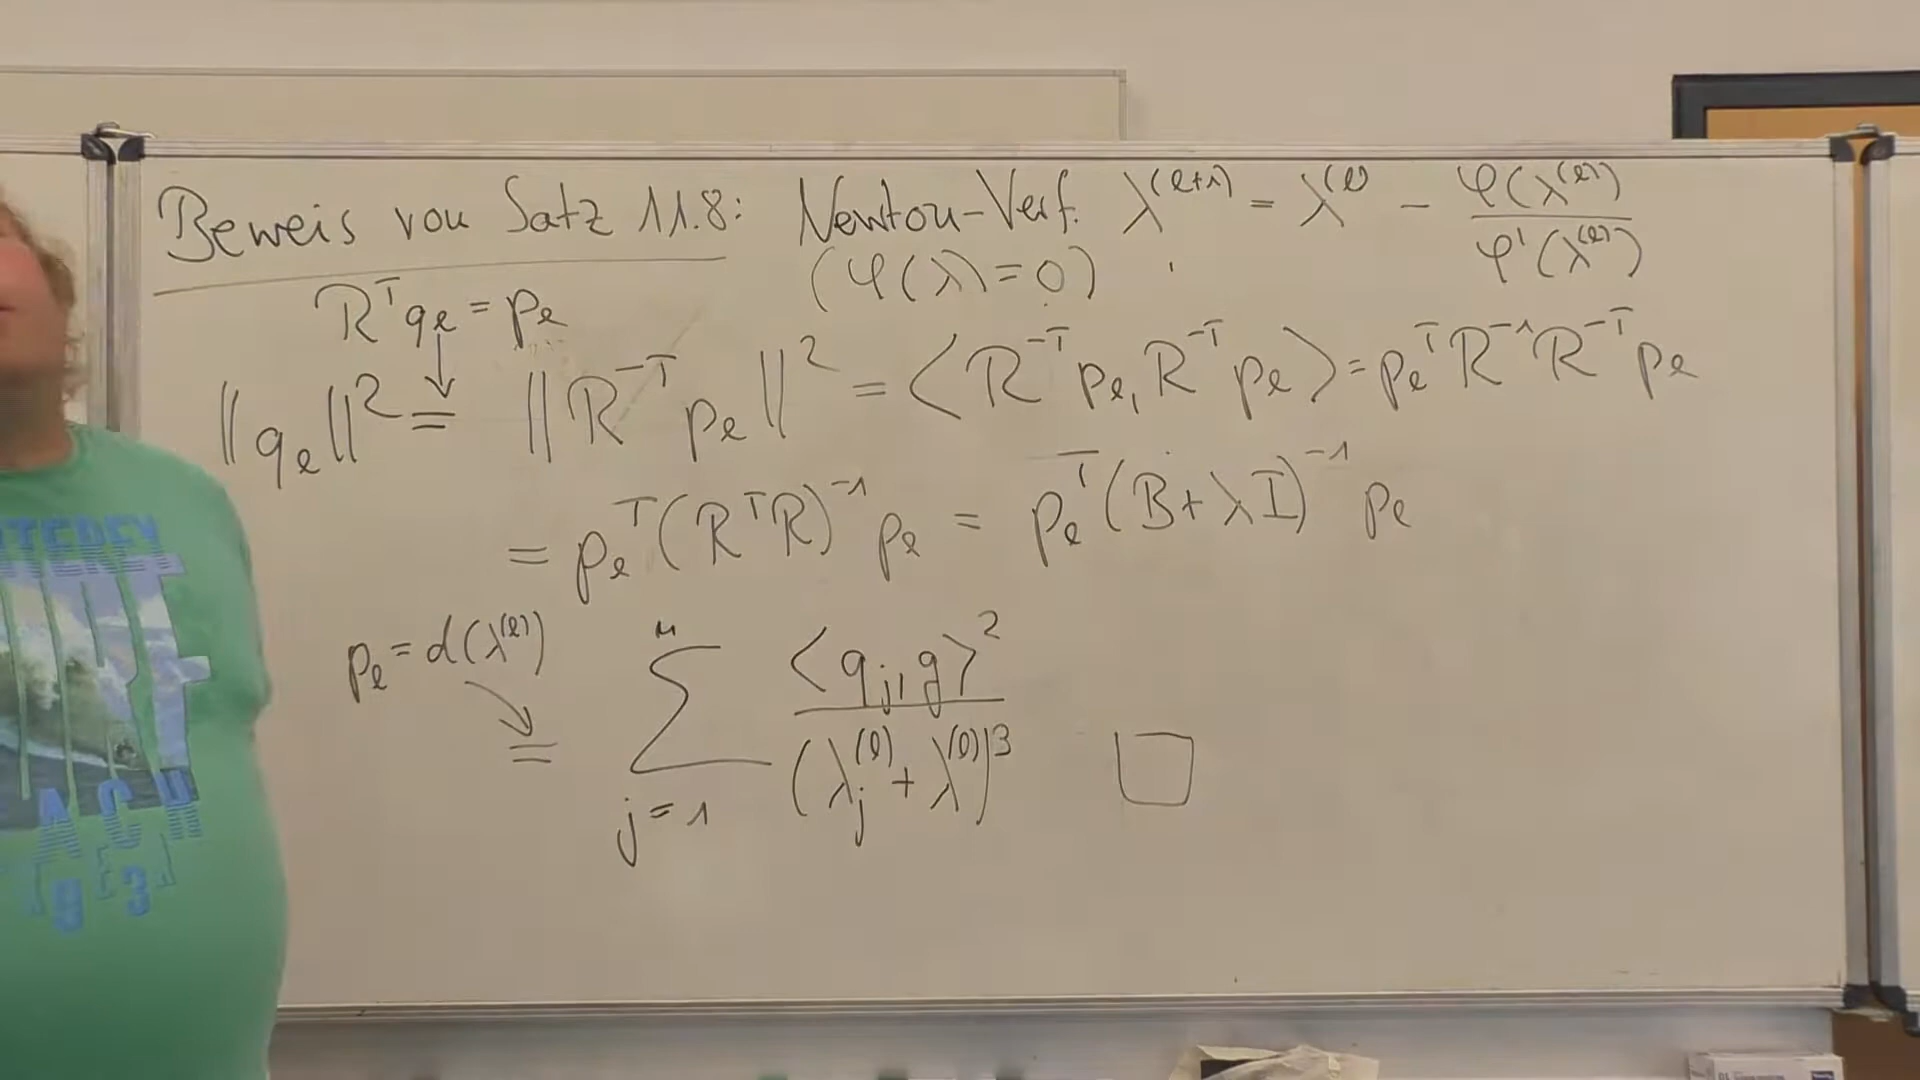 Beweis von Satz 11.8: Newton-Verf. λ^(ℓ+1) = λ^(ℓ) - φ(λ^(ℓ)) / φ'(λ^(ℓ))
(φ(λ) = 0)
R^T q_ℓ = p_ℓ
||q_ℓ||² = ||R^-T p_ℓ||² = ⟨R^-T p_ℓ, R^-T p_ℓ⟩ = p_ℓ^T R^-1 R^-T p_ℓ
= p_ℓ^T (R^T R)^-1 p_ℓ = p_ℓ^T (B + λI)^-1 p_ℓ
p_ℓ = d(λ^(ℓ))
= ∑_{j=1}^n ⟨q_j, g⟩² / (λ_j^(ℓ) + λ^(ℓ))³ □
ACH